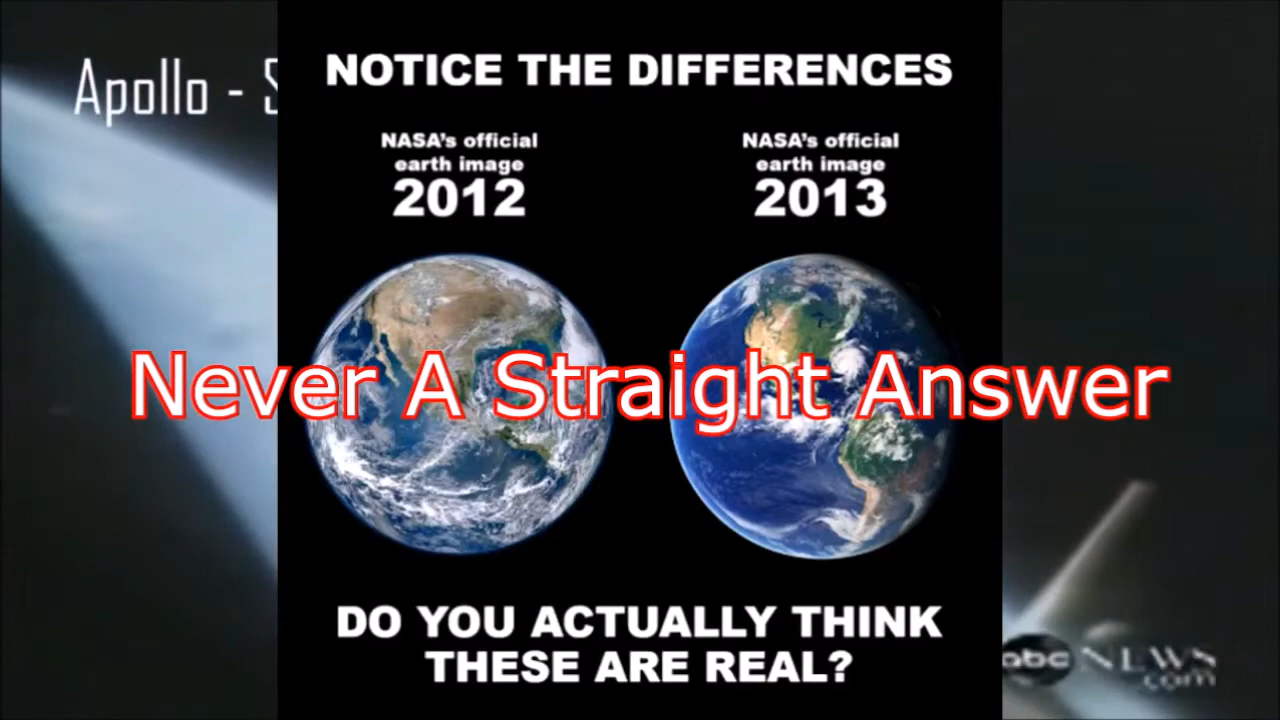 Apollo - S
NOTICE THE DIFFERENCES
NASA's official
earth image
2012
NASA's official
earth image
2013
Never A Straight Answer
DO YOU ACTUALLY THINK
THESE ARE REAL?
abc NEWS
.com